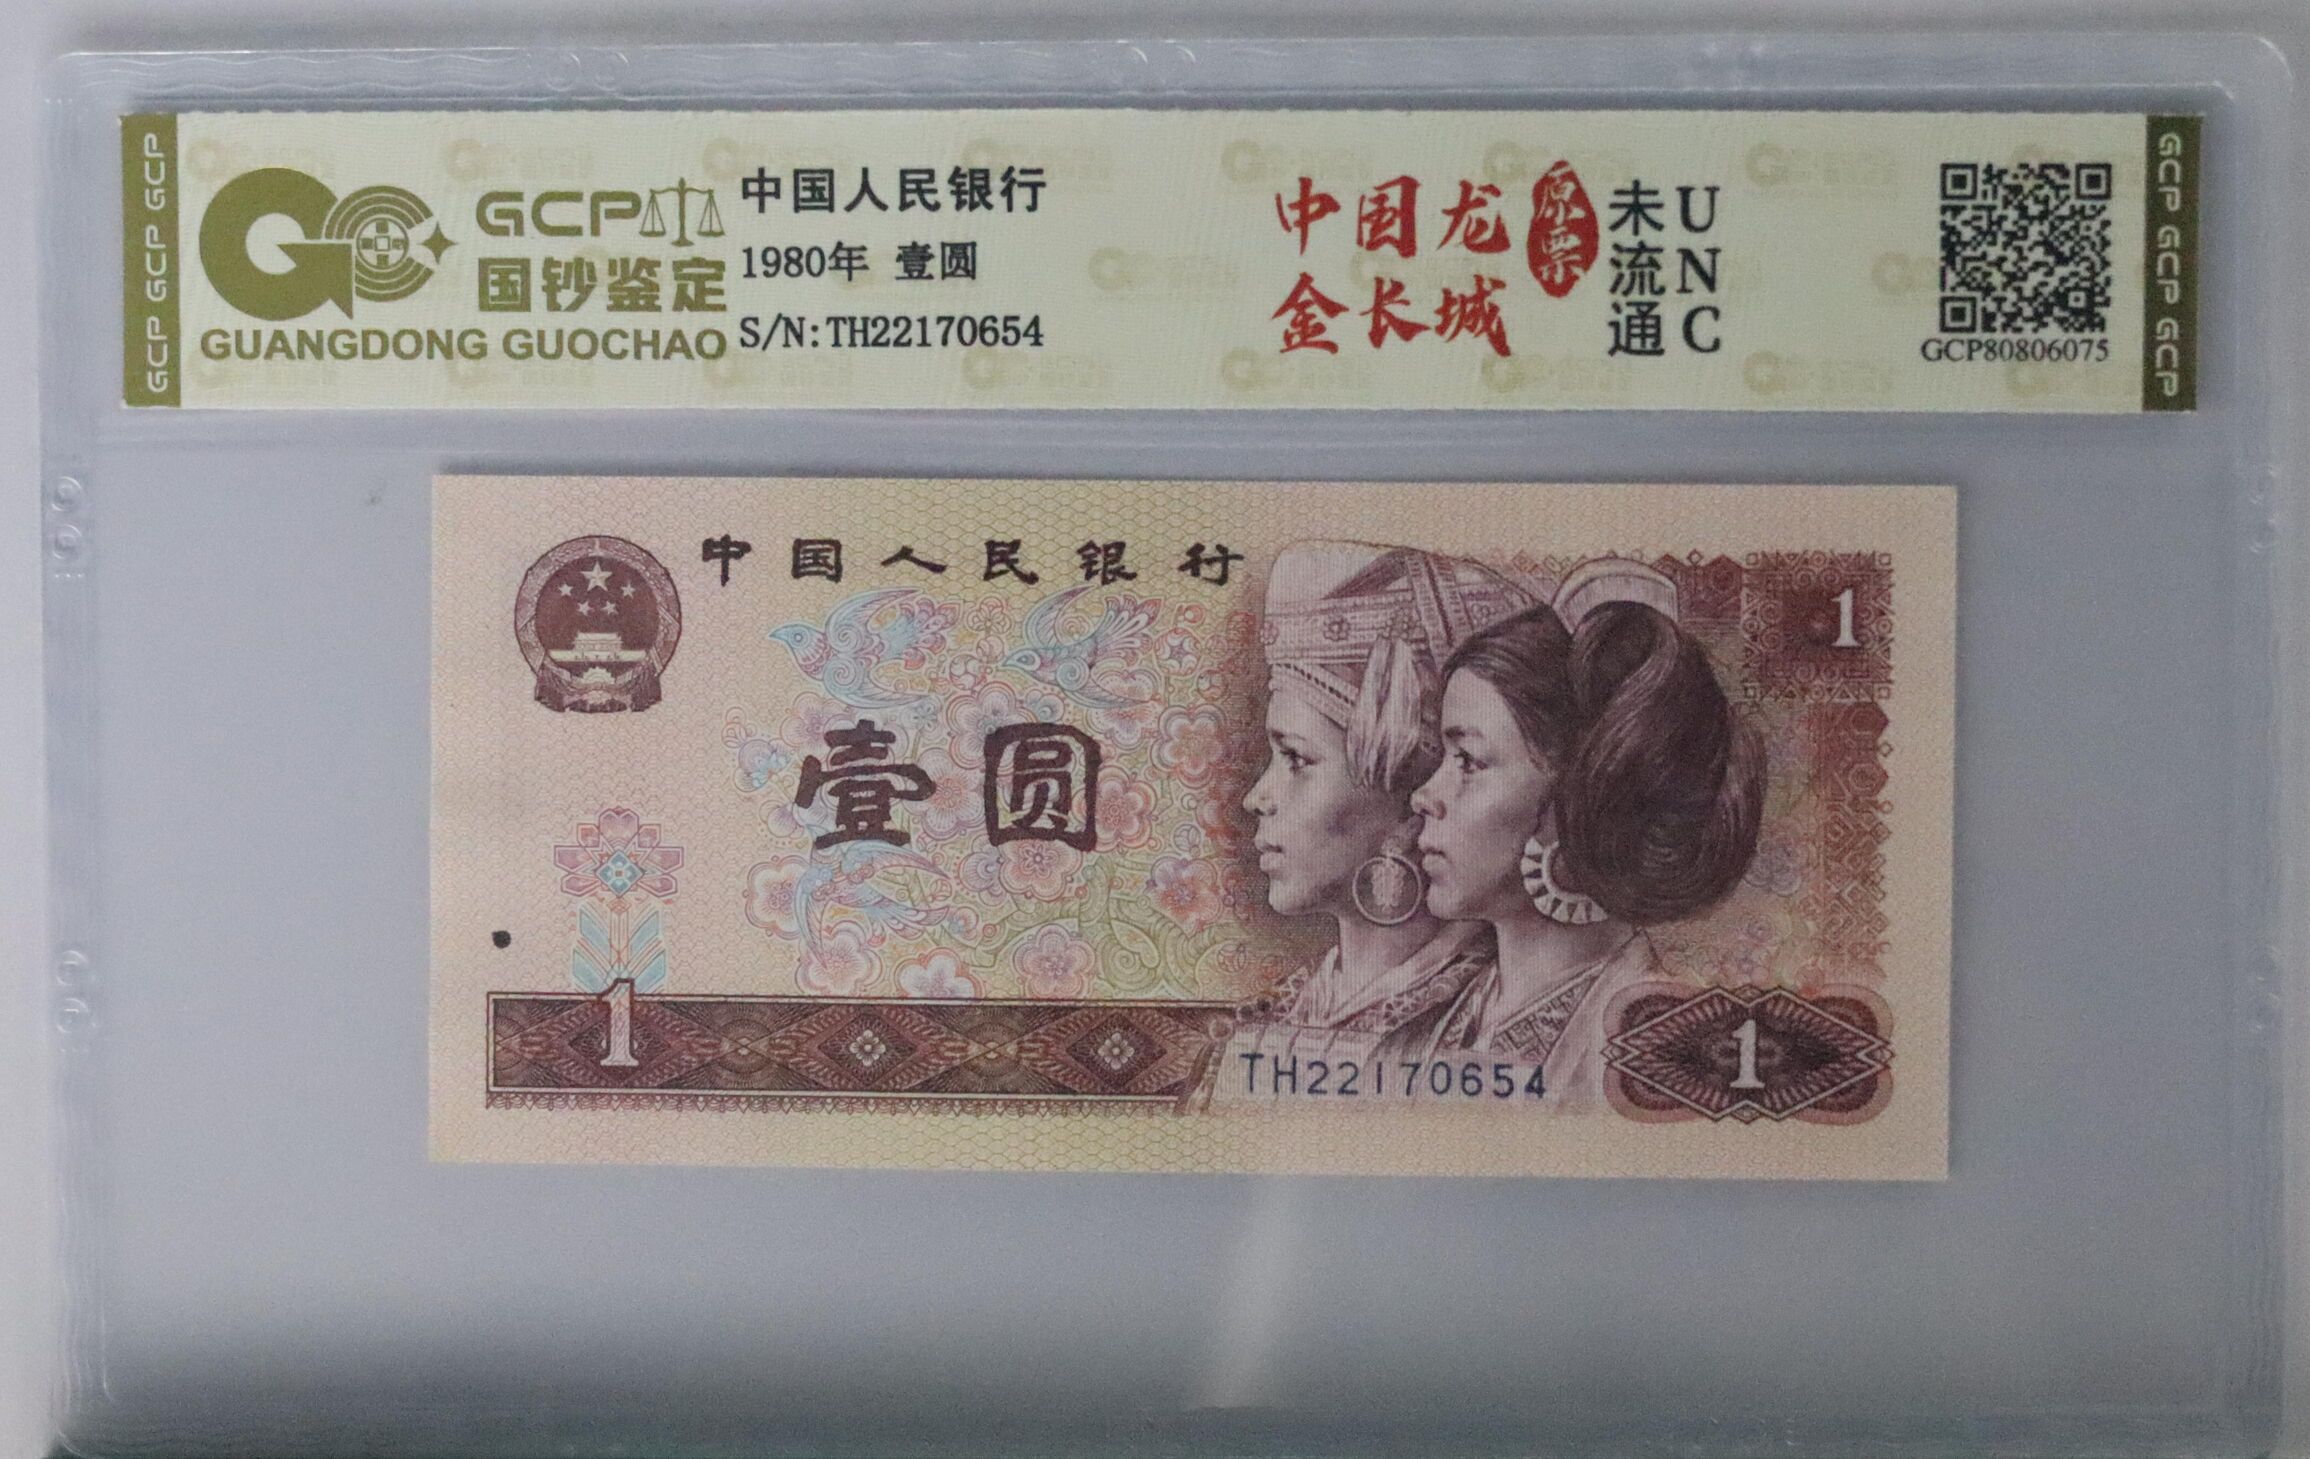 GCP GCP GCP
GCP
国钞鉴定
GUANGDONG GUOCHAO
中国人民银行
1980年 壹圆
S/N:TH22170654
中国龙
金长城
原票
未流通
UNC
GCP80806075
GCP GCP GCP
中国人民银行
壹圆
1
1
1
TH22170654